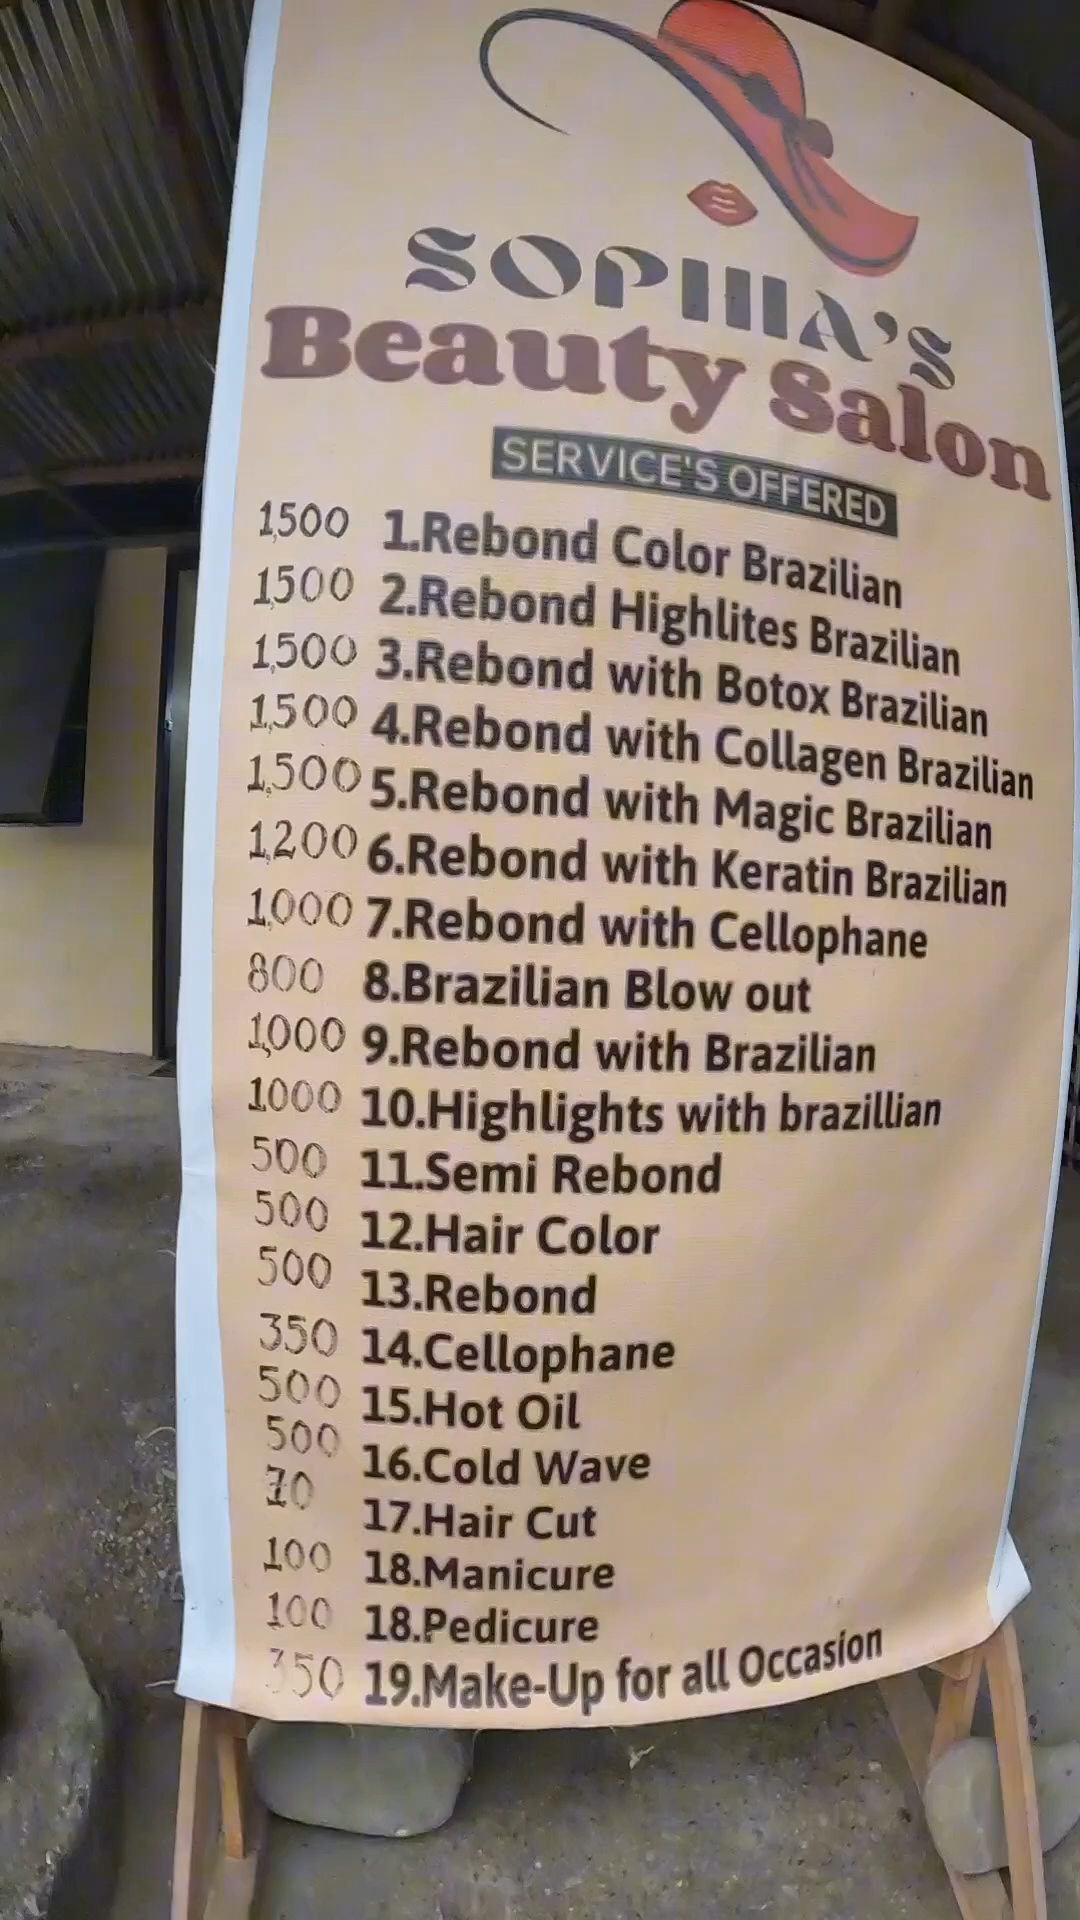 SOPHIA'S
Beauty Salon
SERVICE'S OFFERED
1,500 1.Rebond Color Brazilian
1,500 2.Rebond Highlites Brazilian
1,500 3.Rebond with Botox Brazilian
1,500 4.Rebond with Collagen Brazilian
1,500 5.Rebond with Magic Brazilian
1,200 6.Rebond with Keratin Brazilian
1,000 7.Rebond with Cellophane
800 8.Brazilian Blow out
1,000 9.Rebond with Brazilian
1000 10.Highlights with brazillian
500 11.Semi Rebond
500 12.Hair Color
500 13.Rebond
350 14.Cellophane
500 15.Hot Oil
500 16.Cold Wave
70 17.Hair Cut
100 18.Manicure
100 18.Pedicure
350 19.Make-Up for all Occasion